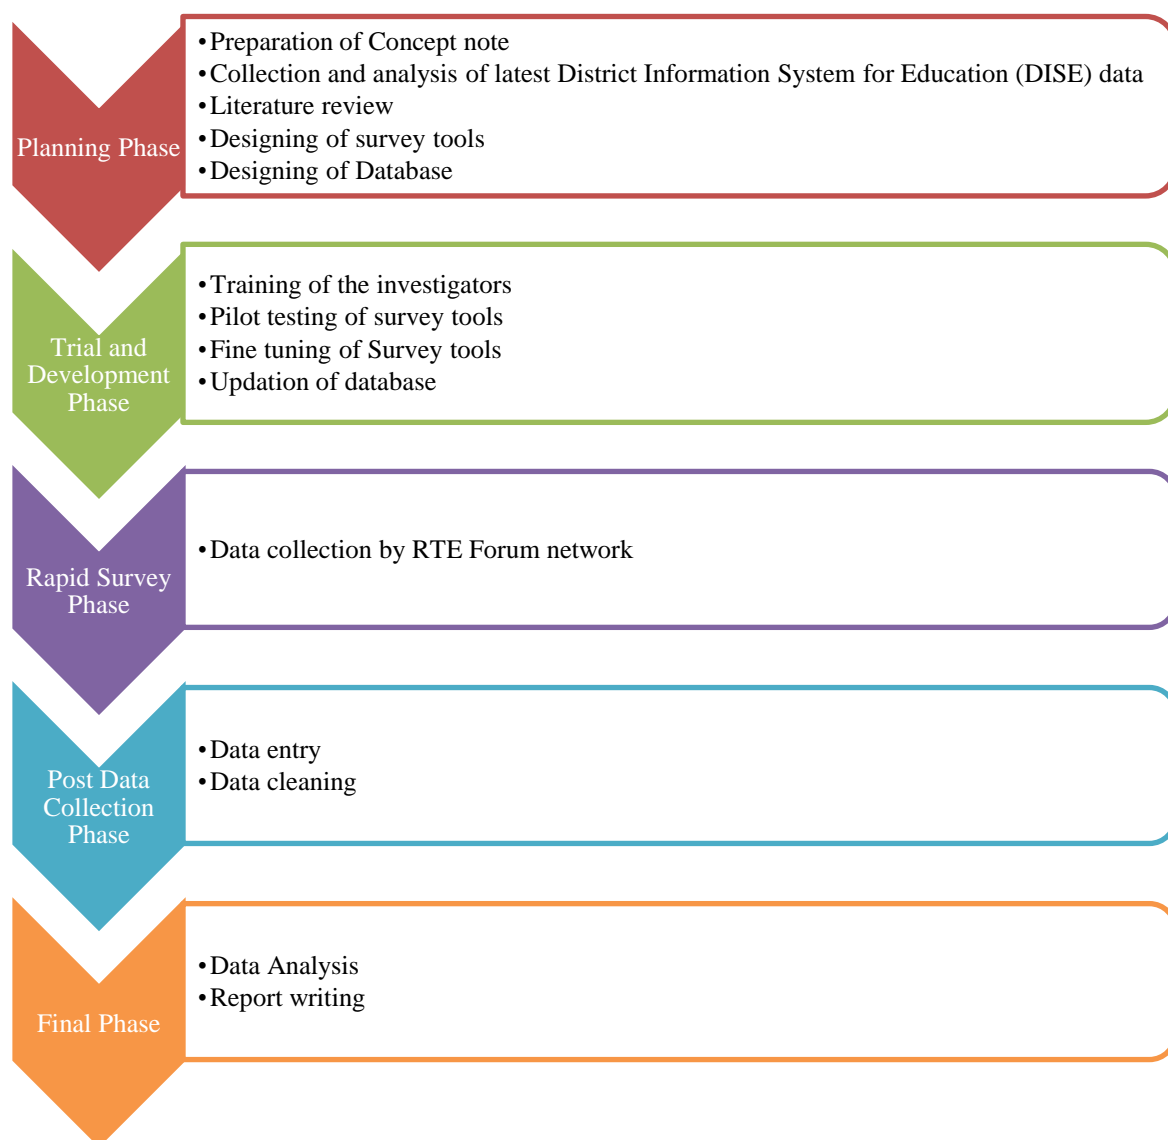 Planning Phase
•Preparation of Concept note
•Collection and analysis of latest District Information System for Education (DISE) data
•Literature review
•Designing of survey tools
•Designing of Database
Trial and
Development
Phase
•Training of the investigators
•Pilot testing of survey tools
•Fine tuning of Survey tools
•Updation of database
Rapid Survey
Phase
•Data collection by RTE Forum network
Post Data
Collection
Phase
•Data entry
•Data cleaning
Final Phase
•Data Analysis
•Report writing